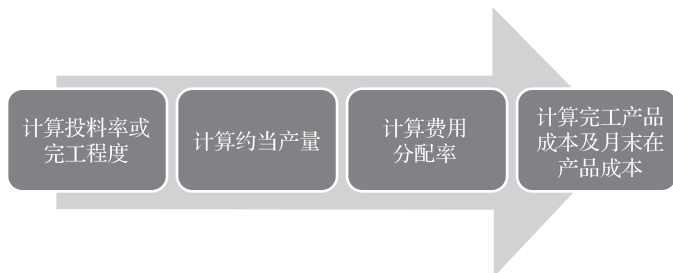 计算投料率或
完工程度
计算约当产量
计算费用
分配率
计算完工产品
成本及月末在
产品成本